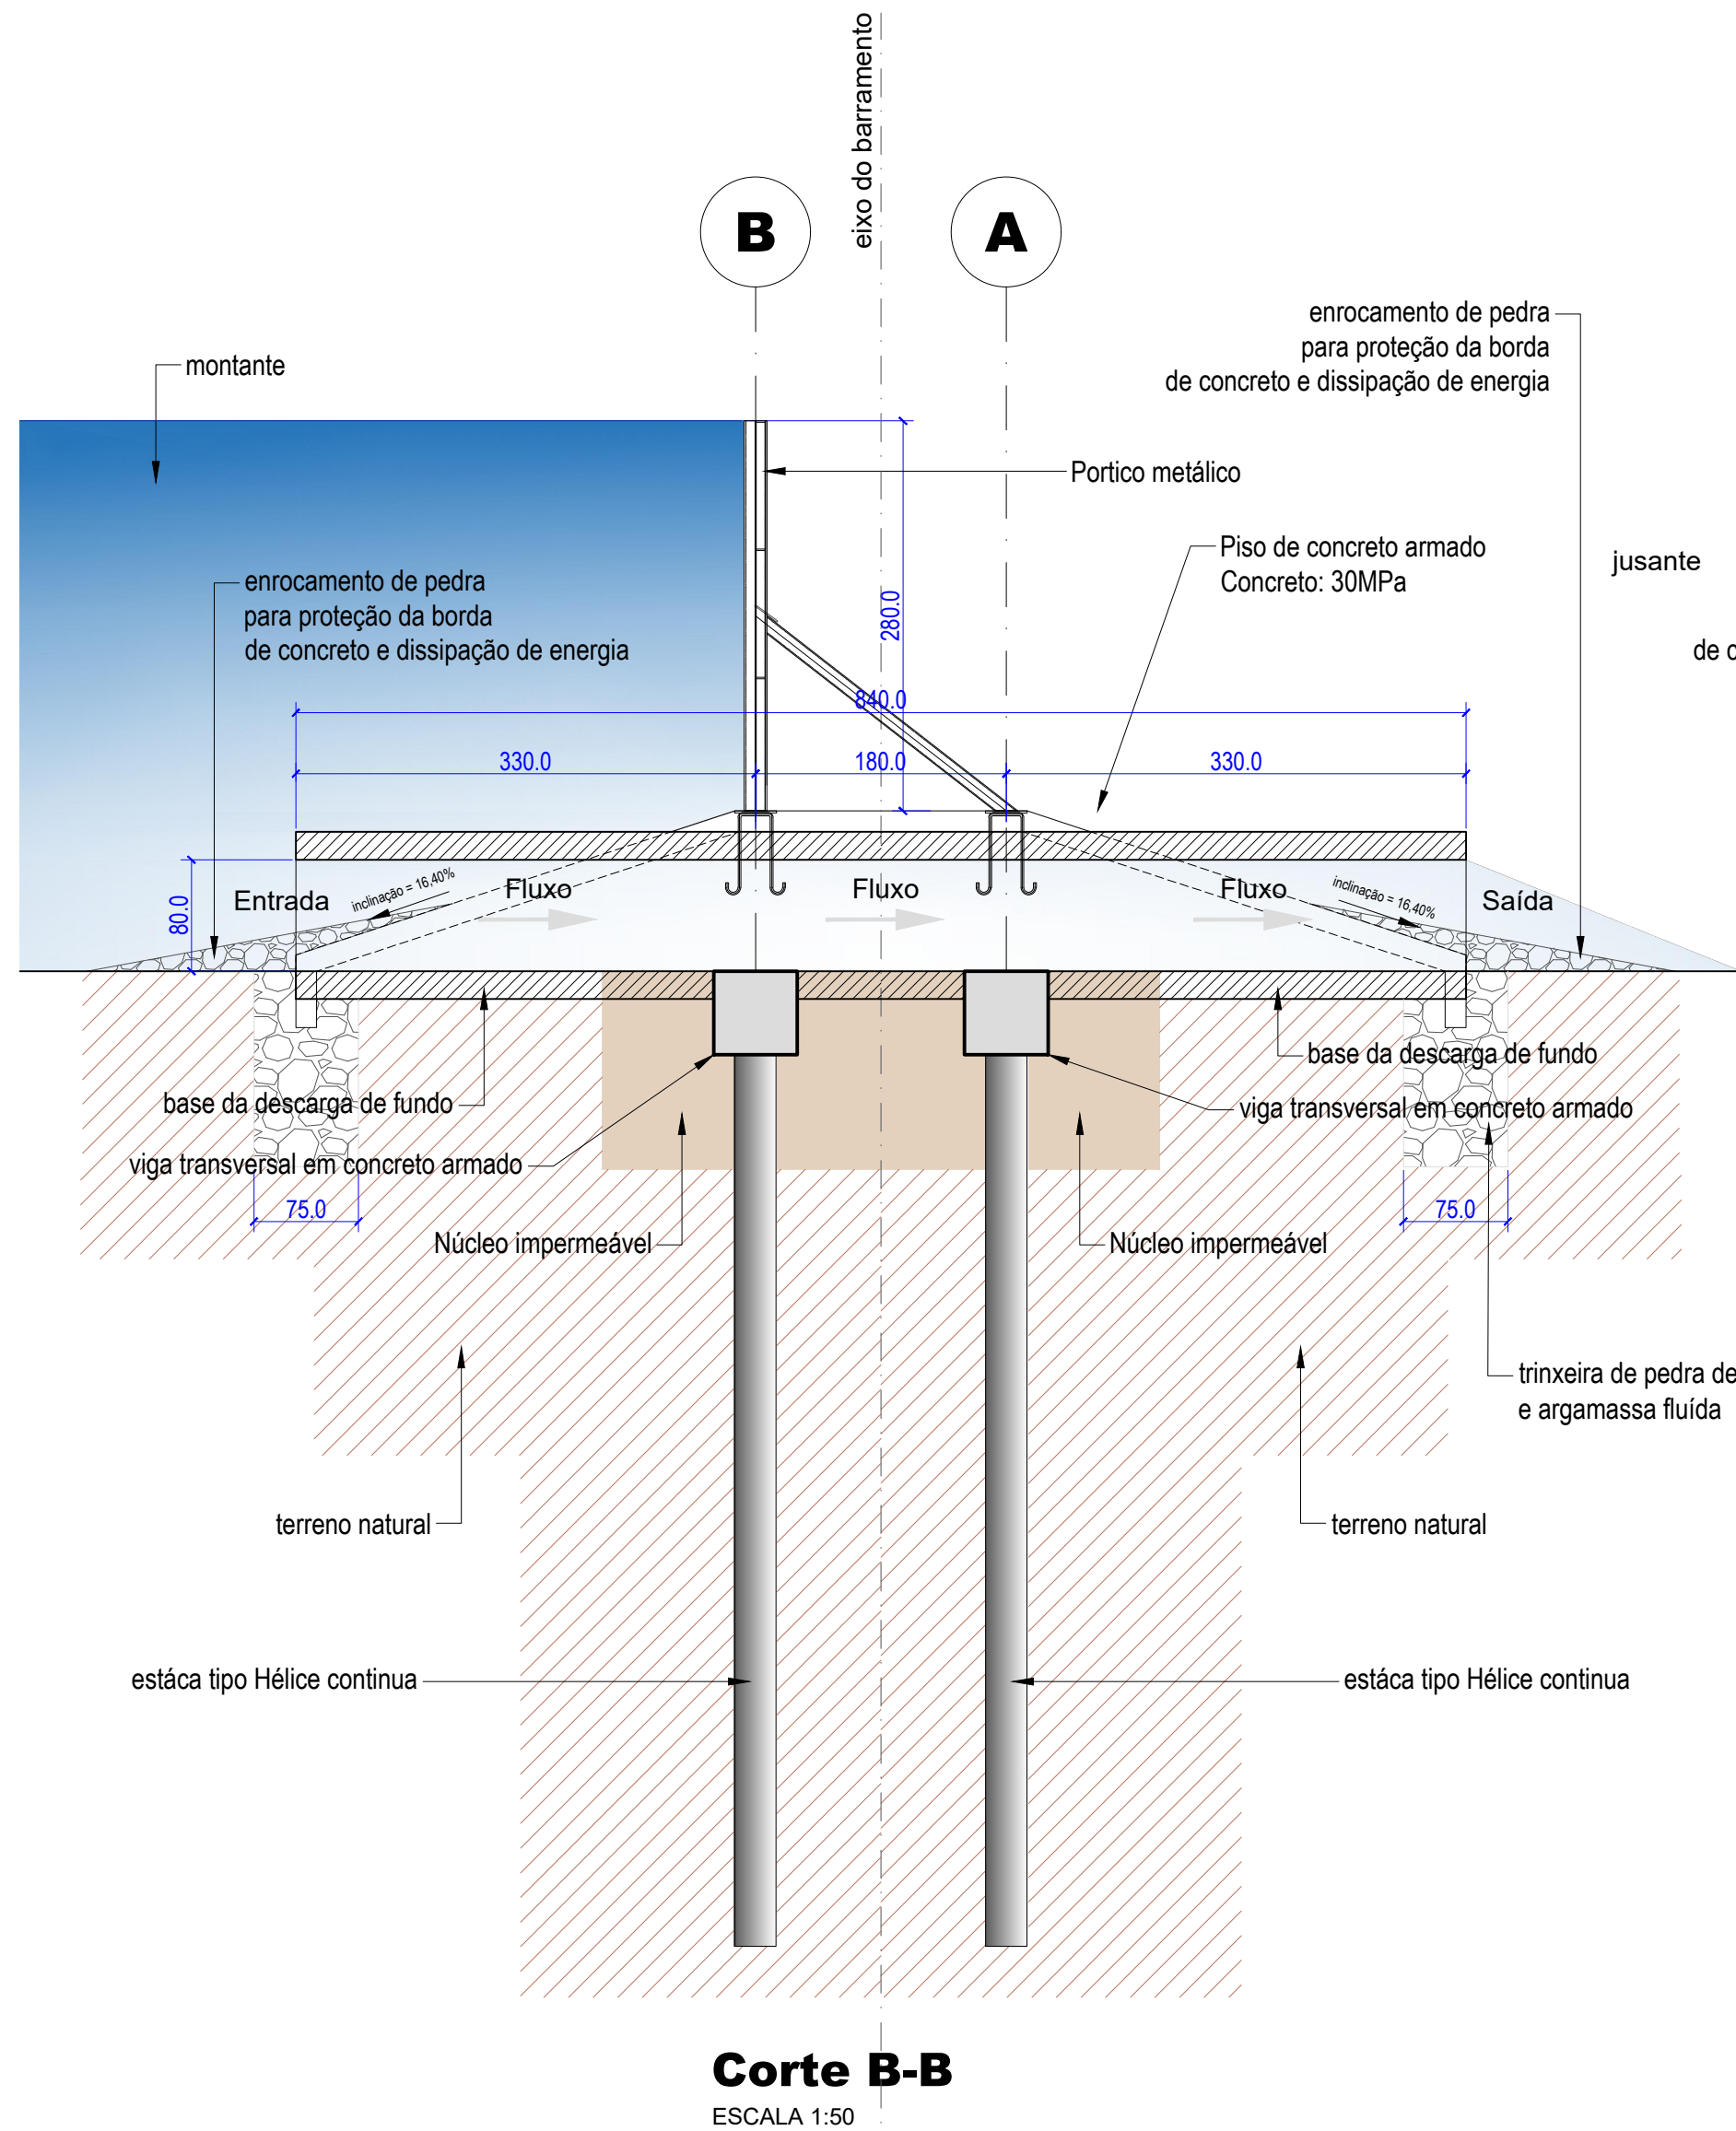 eixo do barramento
B
A
enrocamento de pedra
para proteção da borda
de concreto e dissipação de energia
montante
Portico metálico
Piso de concreto armado
Concreto: 30MPa
jusante
enrocamento de pedra
para proteção da borda
de concreto e dissipação de energia
280.0
de c
840.0
330.0
180.0
330.0
80.0
Entrada
inclinação = 16,40%
Fluxo
Fluxo
Fluxo
inclinação = 16,40%
Saída
base da descarga de fundo
base da descarga de fundo
viga transversal em concreto armado
viga transversal em concreto armado
75.0
75.0
Núcleo impermeável
Núcleo impermeável
trinxeira de pedra de
e argamassa fluída
terreno natural
terreno natural
estáca tipo Hélice continua
estáca tipo Hélice continua
Corte B-B
ESCALA 1:50